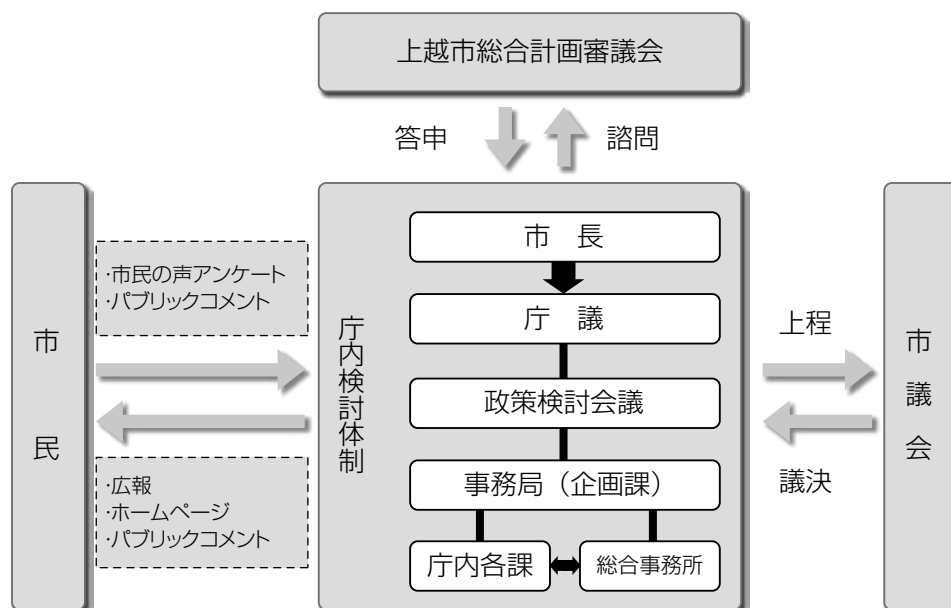 上越市総合計画審議会
答申
諮問
市民
·市民の声アンケート
·パブリックコメント
·広報
·ホームページ
·パブリックコメント
庁内検討体制
市　長
庁　議
政策検討会議
事務局（企画課）
庁内各課
総合事務所
上程
議決
市議会